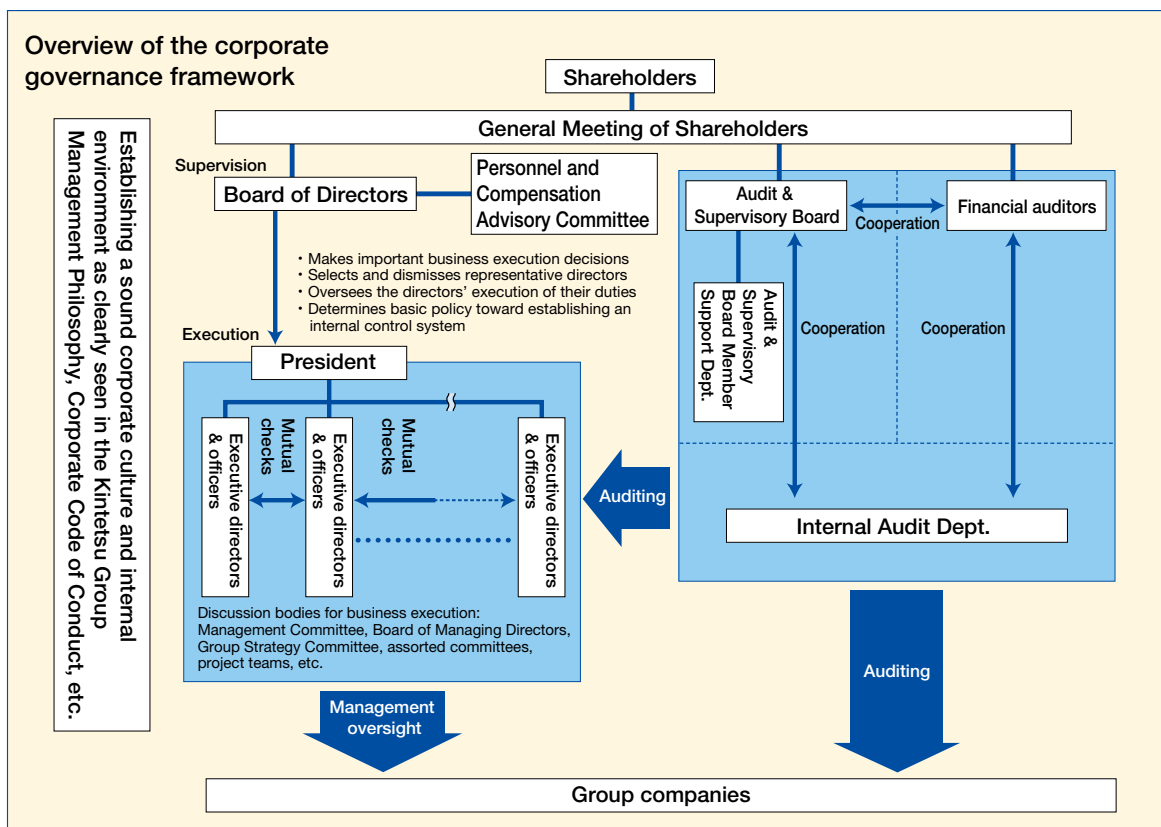 Overview of the corporate
governance framework
Establishing a sound corporate culture and internal
environment as clearly seen in the Kintetsu Group
Management Philosophy, Corporate Code of Conduct, etc.
Shareholders
General Meeting of Shareholders
Supervision
Board of Directors
Personnel and
Compensation
Advisory Committee
• Makes important business execution decisions
• Selects and dismisses representative directors
• Oversees the directors’ execution of their duties
• Determines basic policy toward establishing an
internal control system
Execution
President
Executive directors
& officers
Mutual
checks
Executive directors
& officers
Mutual
checks
Executive directors
& officers
Discussion bodies for business execution:
Management Committee, Board of Managing Directors,
Group Strategy Committee, assorted committees,
project teams, etc.
Audit &
Supervisory Board
Cooperation
Financial auditors
Audit &
Supervisory
Board Member
Support Dept.
Cooperation
Cooperation
Internal Audit Dept.
Auditing
Management
oversight
Auditing
Group companies